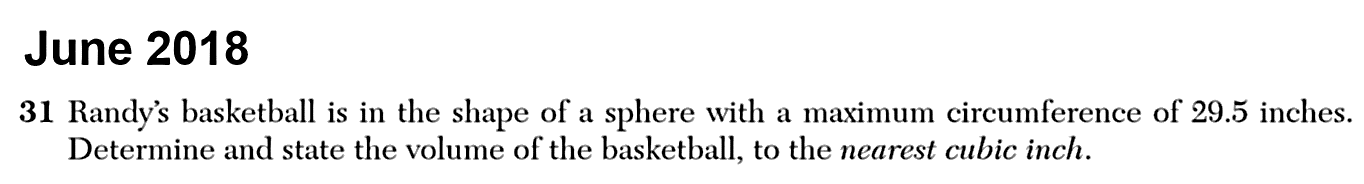 June 2018
31 Randy's basketball is in the shape of a sphere with a maximum circumference of 29.5 inches.
Determine and state the volume of the basketball, to the nearest cubic inch.